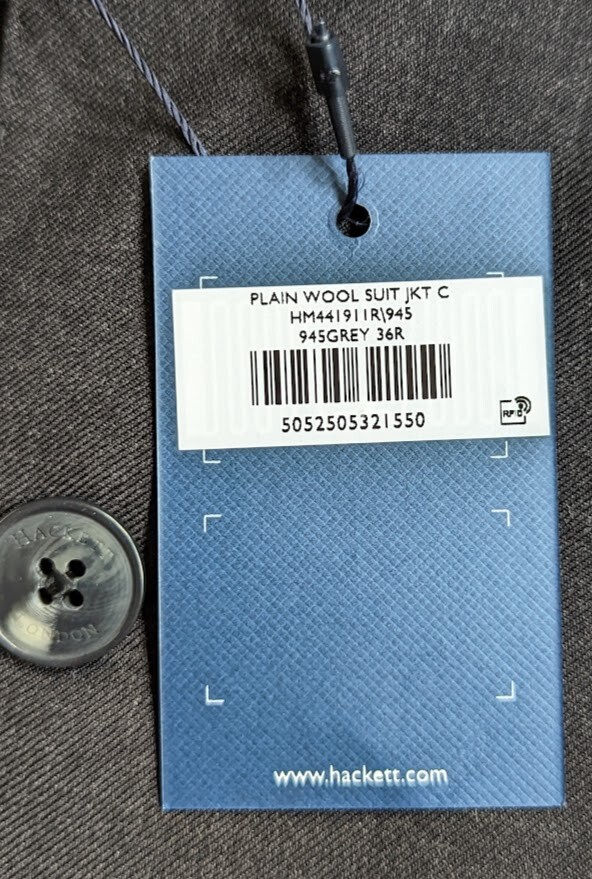 PLAIN WOOL SUIT JKT C
HM441911R\945
945GREY 36R
5052505321550
RFID
HACKETT
LONDON
www.hackett.com